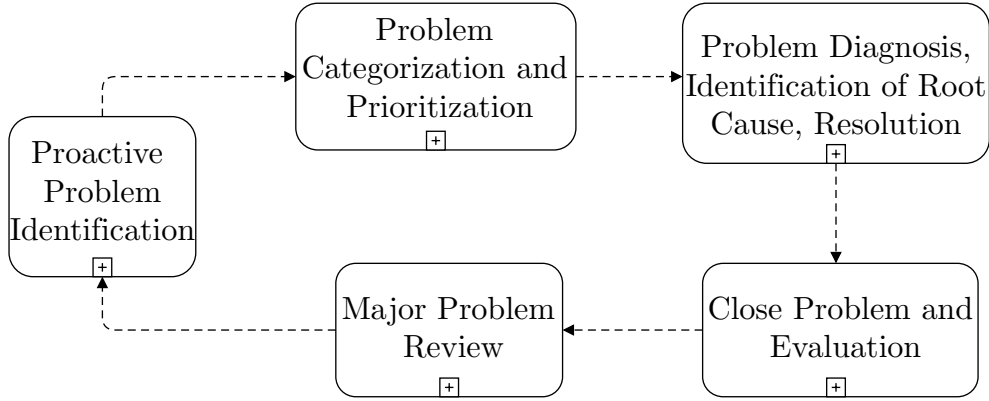 Problem
Categorization and
Prioritization
+
Problem Diagnosis,
Identification of Root
Cause, Resolution
+
Proactive
Problem
Identification
+
Major Problem
Review
+
Close Problem and
Evaluation
+